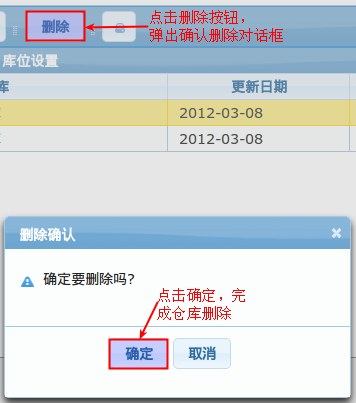 删除
点击删除按钮，
弹出确认删除对话框
库位设置
库
更新日期
2012-03-08
2012-03-08
删除确认
确定要删除吗?
点击确定，完
成仓库删除
确定
取消